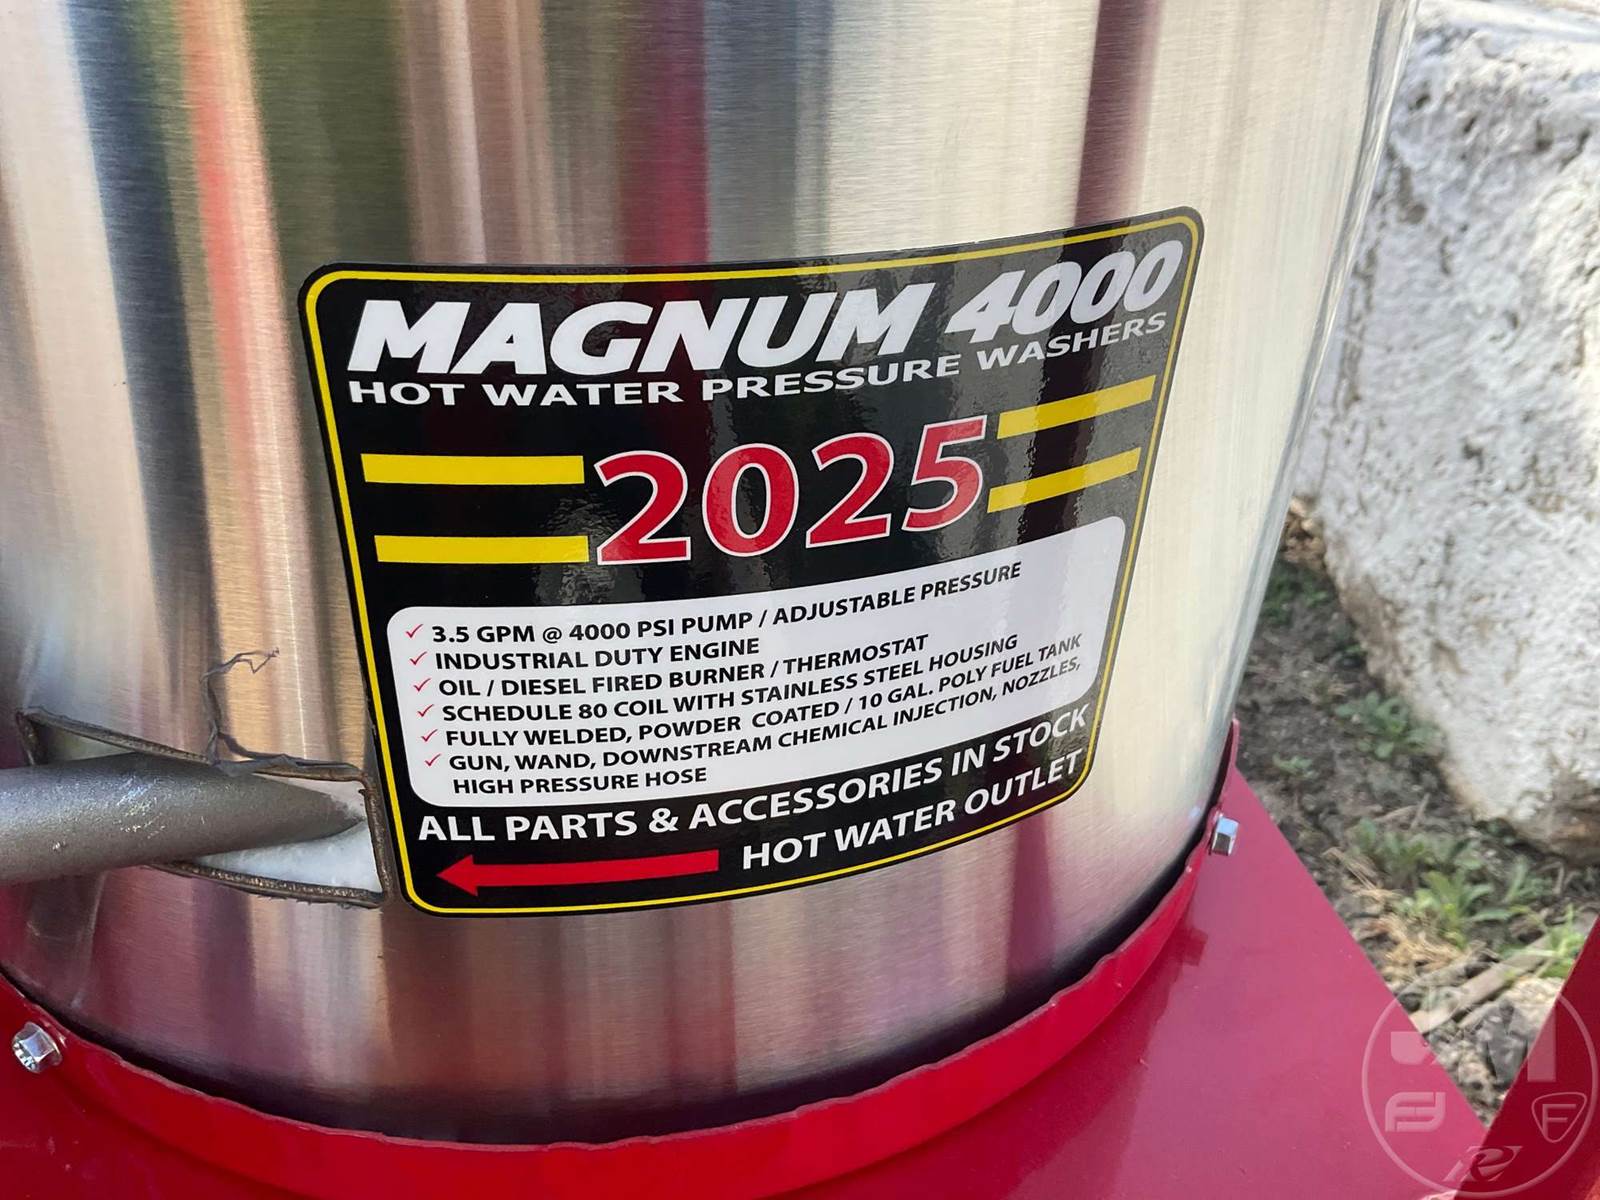 MAGNUM 4000
HOT WATER PRESSURE WASHERS
2025
✓ 3.5 GPM @ 4000 PSI PUMP / ADJUSTABLE PRESSURE
✓ INDUSTRIAL DUTY ENGINE
✓ OIL / DIESEL FIRED BURNER / THERMOSTAT
✓ SCHEDULE 80 COIL WITH STAINLESS STEEL HOUSING
✓ FULLY WELDED, POWDER COATED / 10 GAL. POLY FUEL TANK
✓ GUN, WAND, DOWNSTREAM CHEMICAL INJECTION, NOZZLES,
HIGH PRESSURE HOSE
ALL PARTS & ACCESSORIES IN STOCK
HOT WATER OUTLET